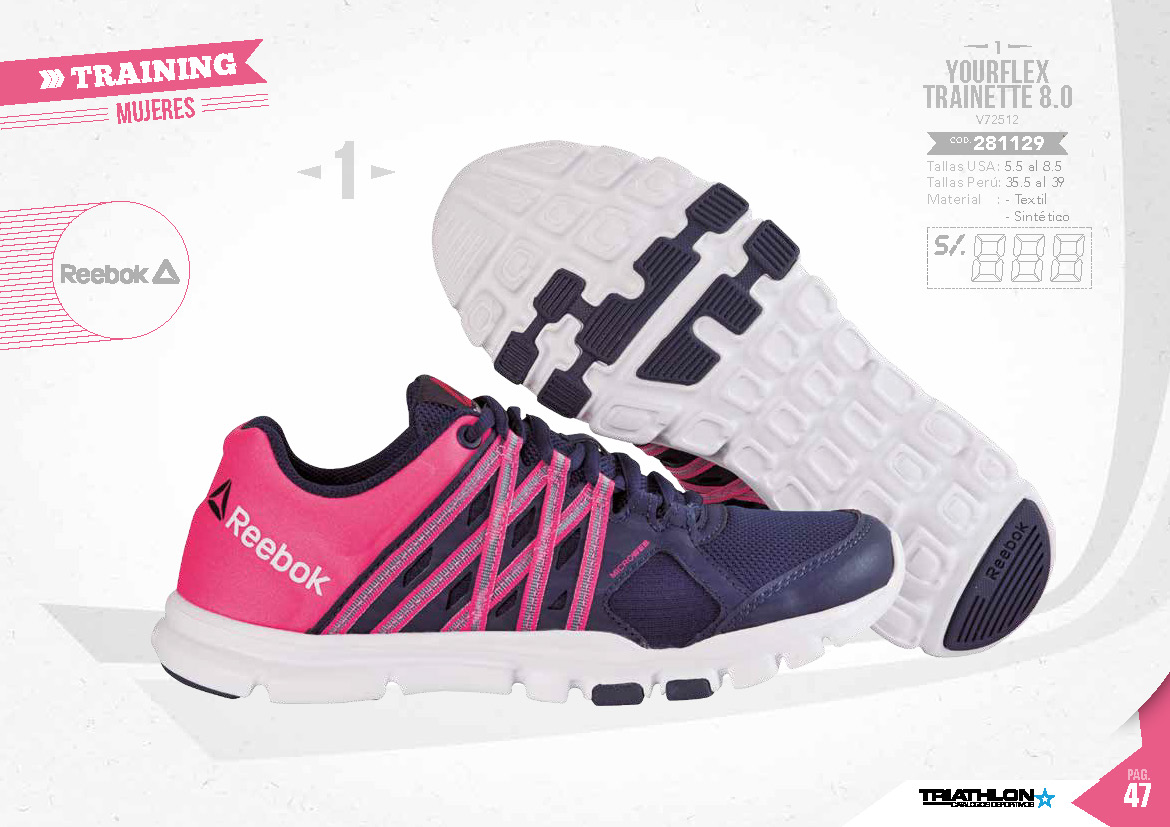 TRAINING
MUJERES
1
Reebok
1
YOURFLEX
TRAINETTE 8.0
V72512
COD. 281129
Tallas USA: 5.5 al 8.5
Tallas Perú: 35.5 al 39
Material : - Textil
- Sintético
S/. 888
Reebok
MICROWEB
Reebok
TRIATHLON
CATÁLOGOS DEPORTIVOS
PAG.
47